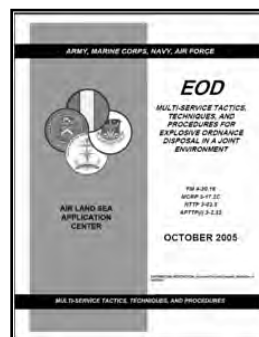 ARMY, MARINE CORPS, NAVY, AIR FORCE
EOD
MULTI-SERVICE TACTICS,
TECHNIQUES, AND
PROCEDURES FOR
EXPLOSIVE ORDNANCE
DISPOSAL IN A JOINT
ENVIRONMENT
AIR LAND SEA
APPLICATION
CENTER
OCTOBER 2005
MULTI-SERVICE TACTICS, TECHNIQUES, AND PROCEDURES